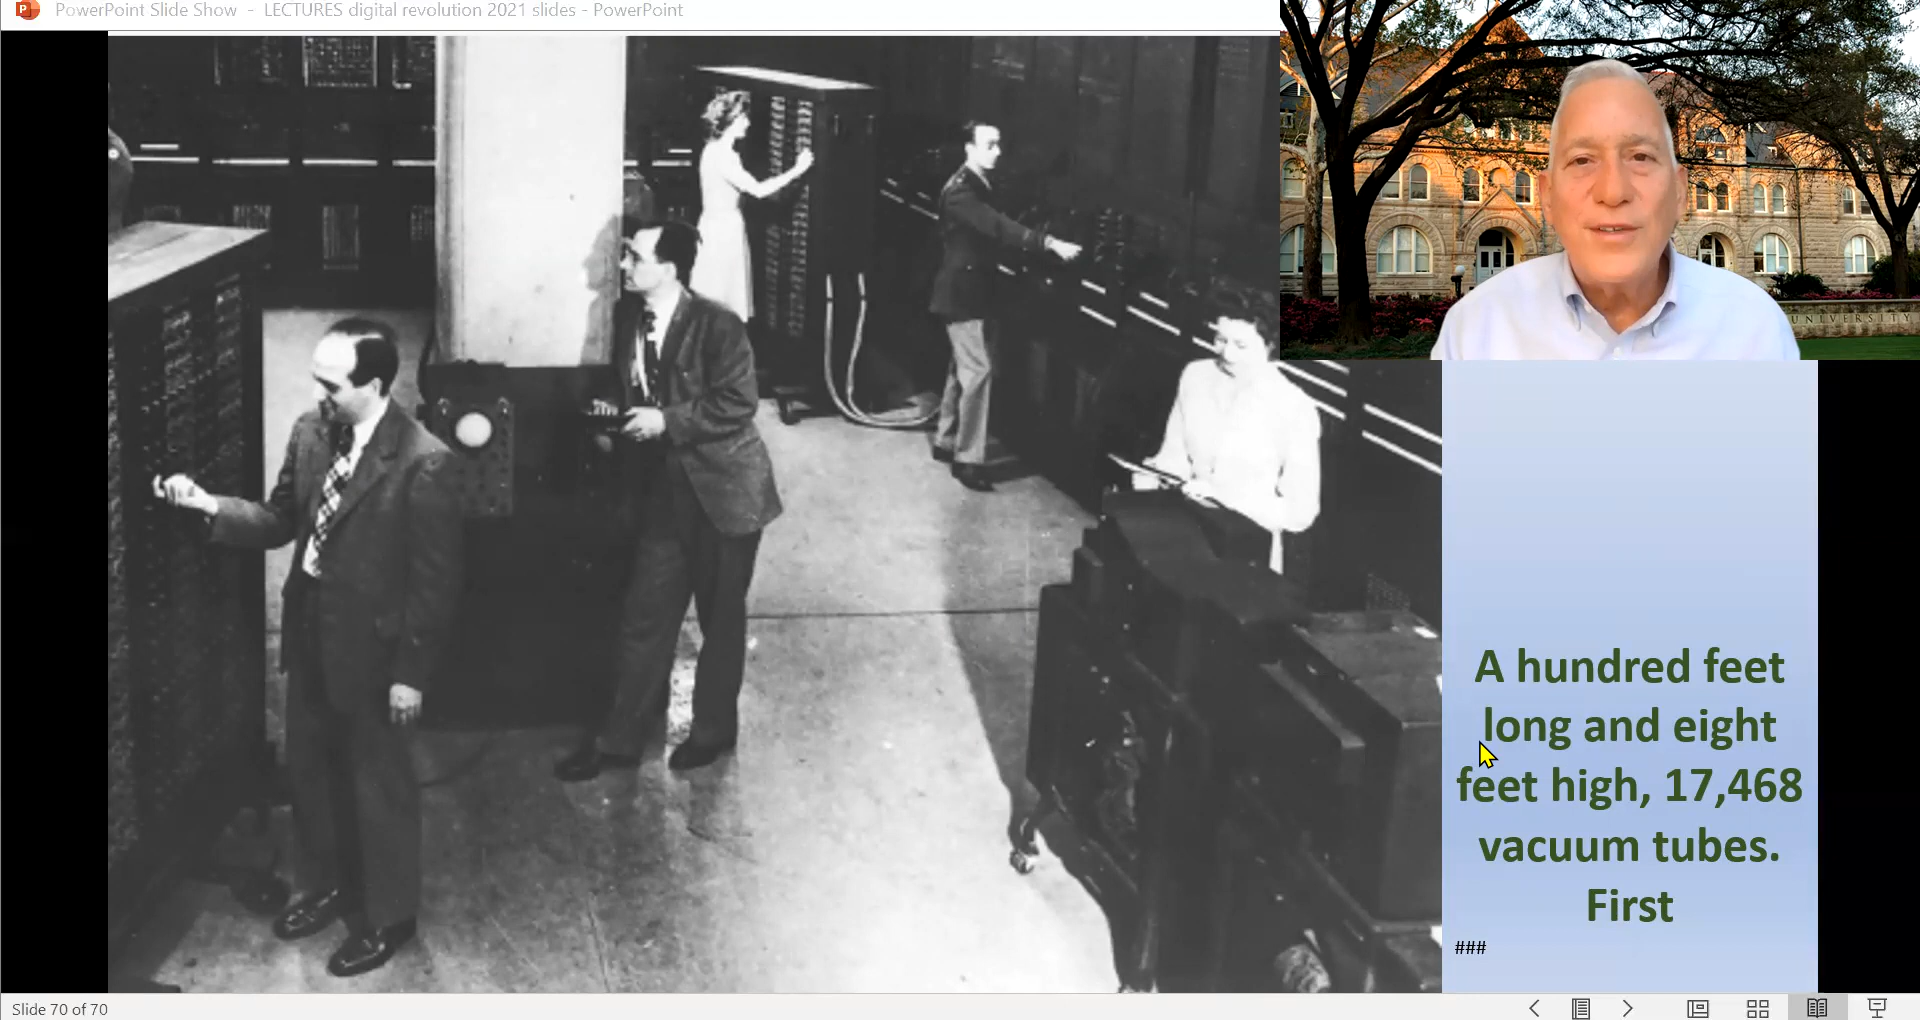 PowerPoint Slide Show - LECTURES digital revolution 2021 slides - PowerPoint
UNIVERSITY
A hundred feet
long and eight
feet high, 17,468
vacuum tubes.
First
###
Slide 70 of 70